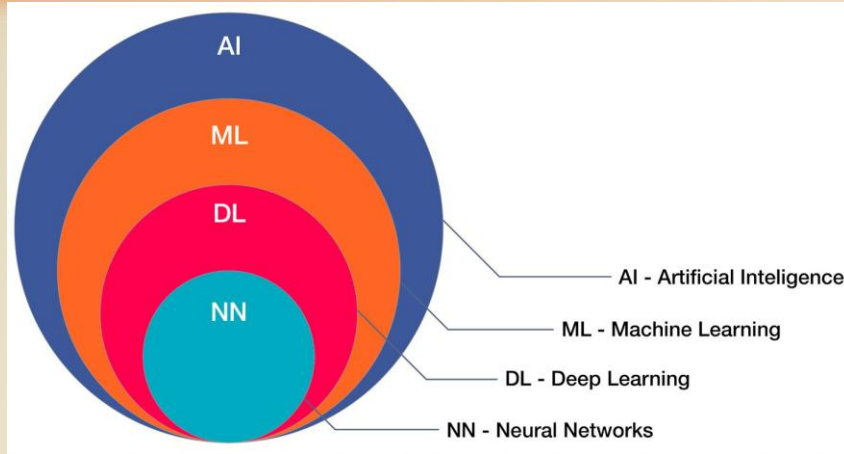 AI
ML
DL
NN
AI - Artificial Inteligence
ML - Machine Learning
DL - Deep Learning
NN - Neural Networks